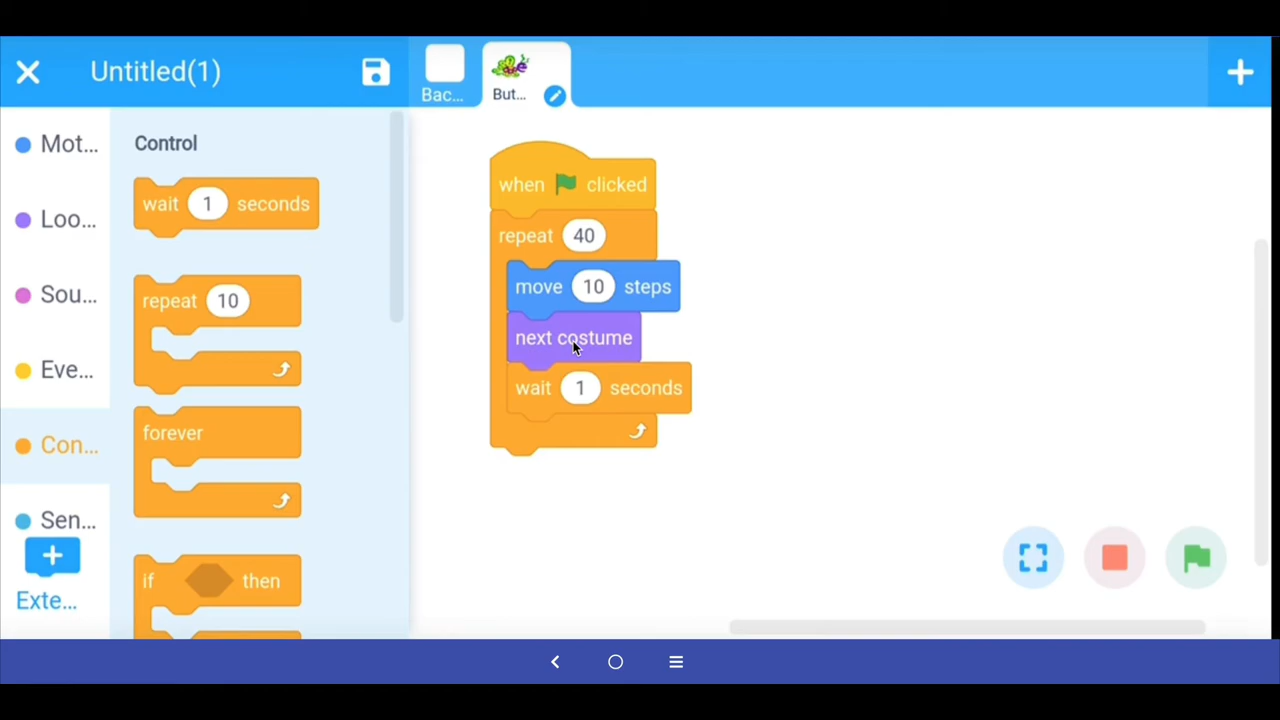 Untitled(1)
Bac...
But...
Mot...
Loo...
Sou...
Eve...
Con...
Sen...
Exte...
Control
wait 1 seconds
repeat 10
forever
if then
when clicked
repeat 40
move 10 steps
next costume
wait 1 seconds